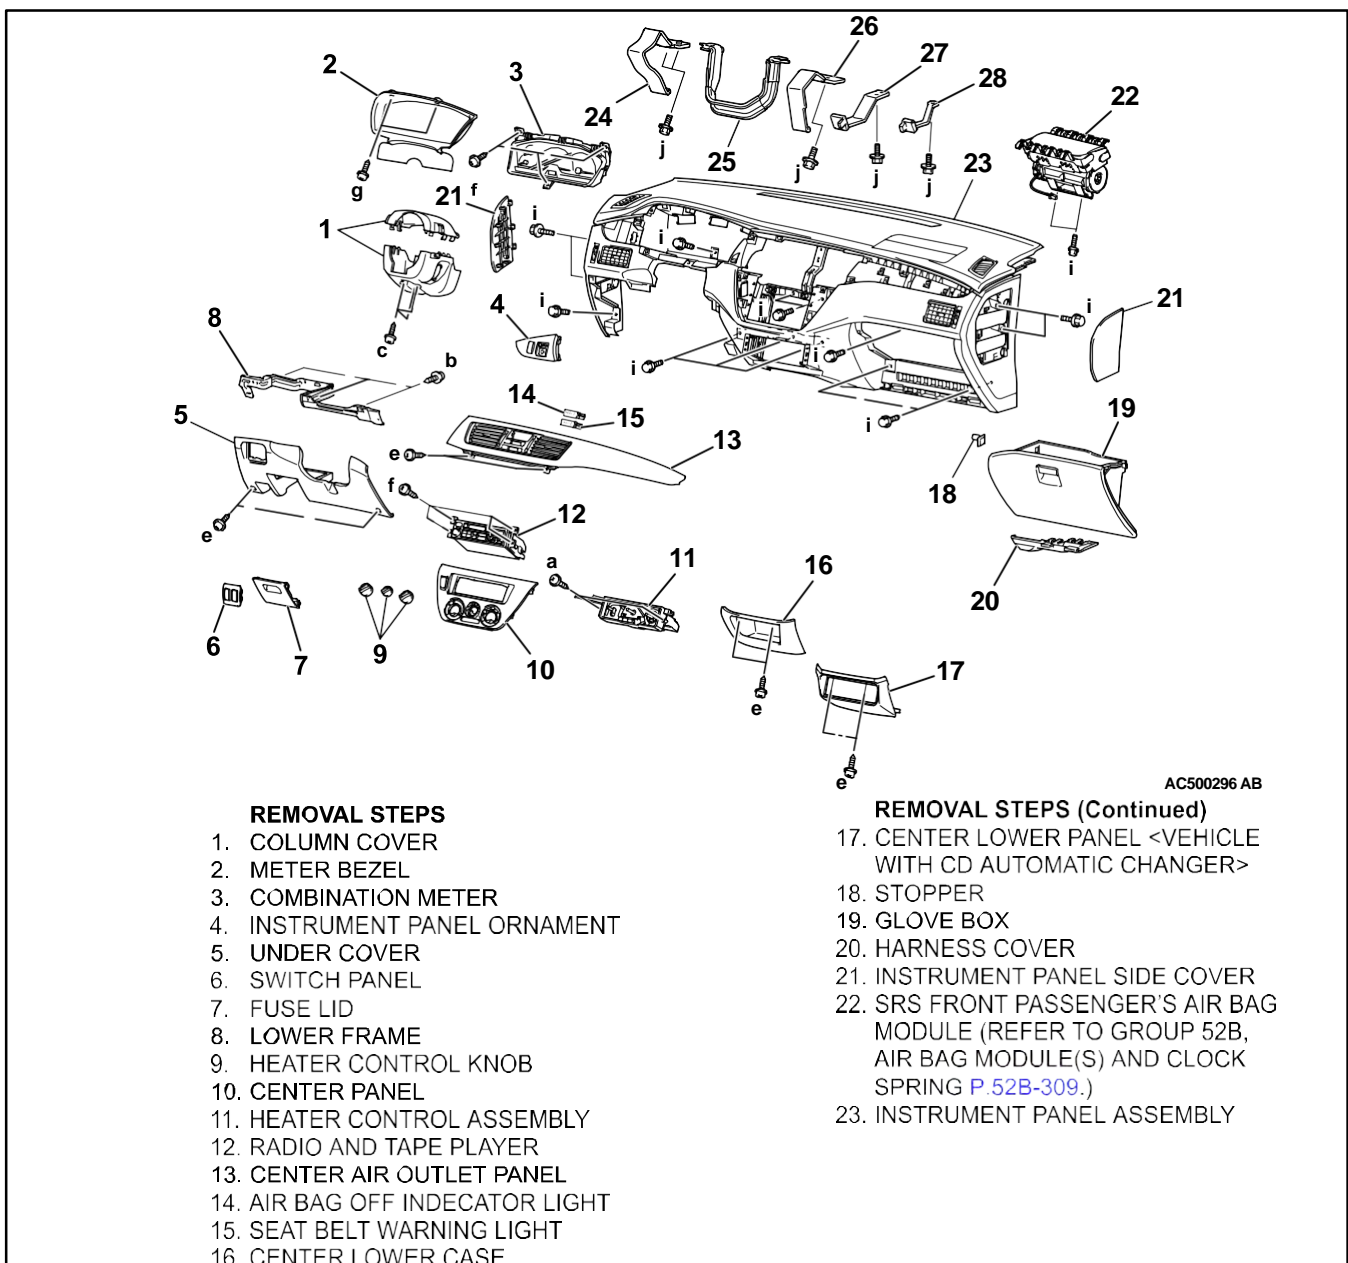 26
2
3
27
24
28
22
j
25
j
j
j
23
g
21
f
i
i
i
1
i
i
i
21
8
4
c
b
i
i
14
15
19
5
13
i
e
18
f
12
e
a
11
16
20
6
7
9
10
17
e
e
AC500296 AB
REMOVAL STEPS
1. COLUMN COVER
2. METER BEZEL
3. COMBINATION METER
4. INSTRUMENT PANEL ORNAMENT
5. UNDER COVER
6. SWITCH PANEL
7. FUSE LID
8. LOWER FRAME
9. HEATER CONTROL KNOB
10. CENTER PANEL
11. HEATER CONTROL ASSEMBLY
12. RADIO AND TAPE PLAYER
13. CENTER AIR OUTLET PANEL
14. AIR BAG OFF INDECATOR LIGHT
15. SEAT BELT WARNING LIGHT
16. CENTER LOWER CASE
REMOVAL STEPS (Continued)
17. CENTER LOWER PANEL <VEHICLE
WITH CD AUTOMATIC CHANGER>
18. STOPPER
19. GLOVE BOX
20. HARNESS COVER
21. INSTRUMENT PANEL SIDE COVER
22. SRS FRONT PASSENGER'S AIR BAG
MODULE (REFER TO GROUP 52B,
AIR BAG MODULE(S) AND CLOCK
SPRING P.52B-309.)
23. INSTRUMENT PANEL ASSEMBLY